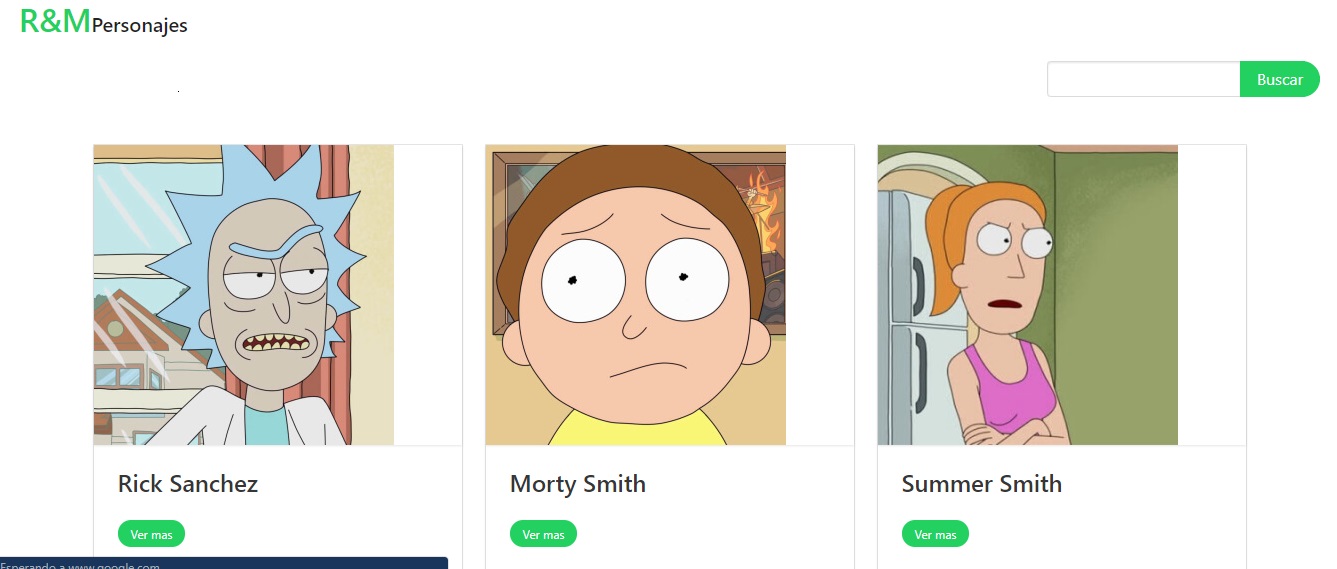 R&MPersonajes
Buscar
Rick Sanchez
Morty Smith
Summer Smith
Ver mas
Ver mas
Ver mas
Esperando a www.google.com